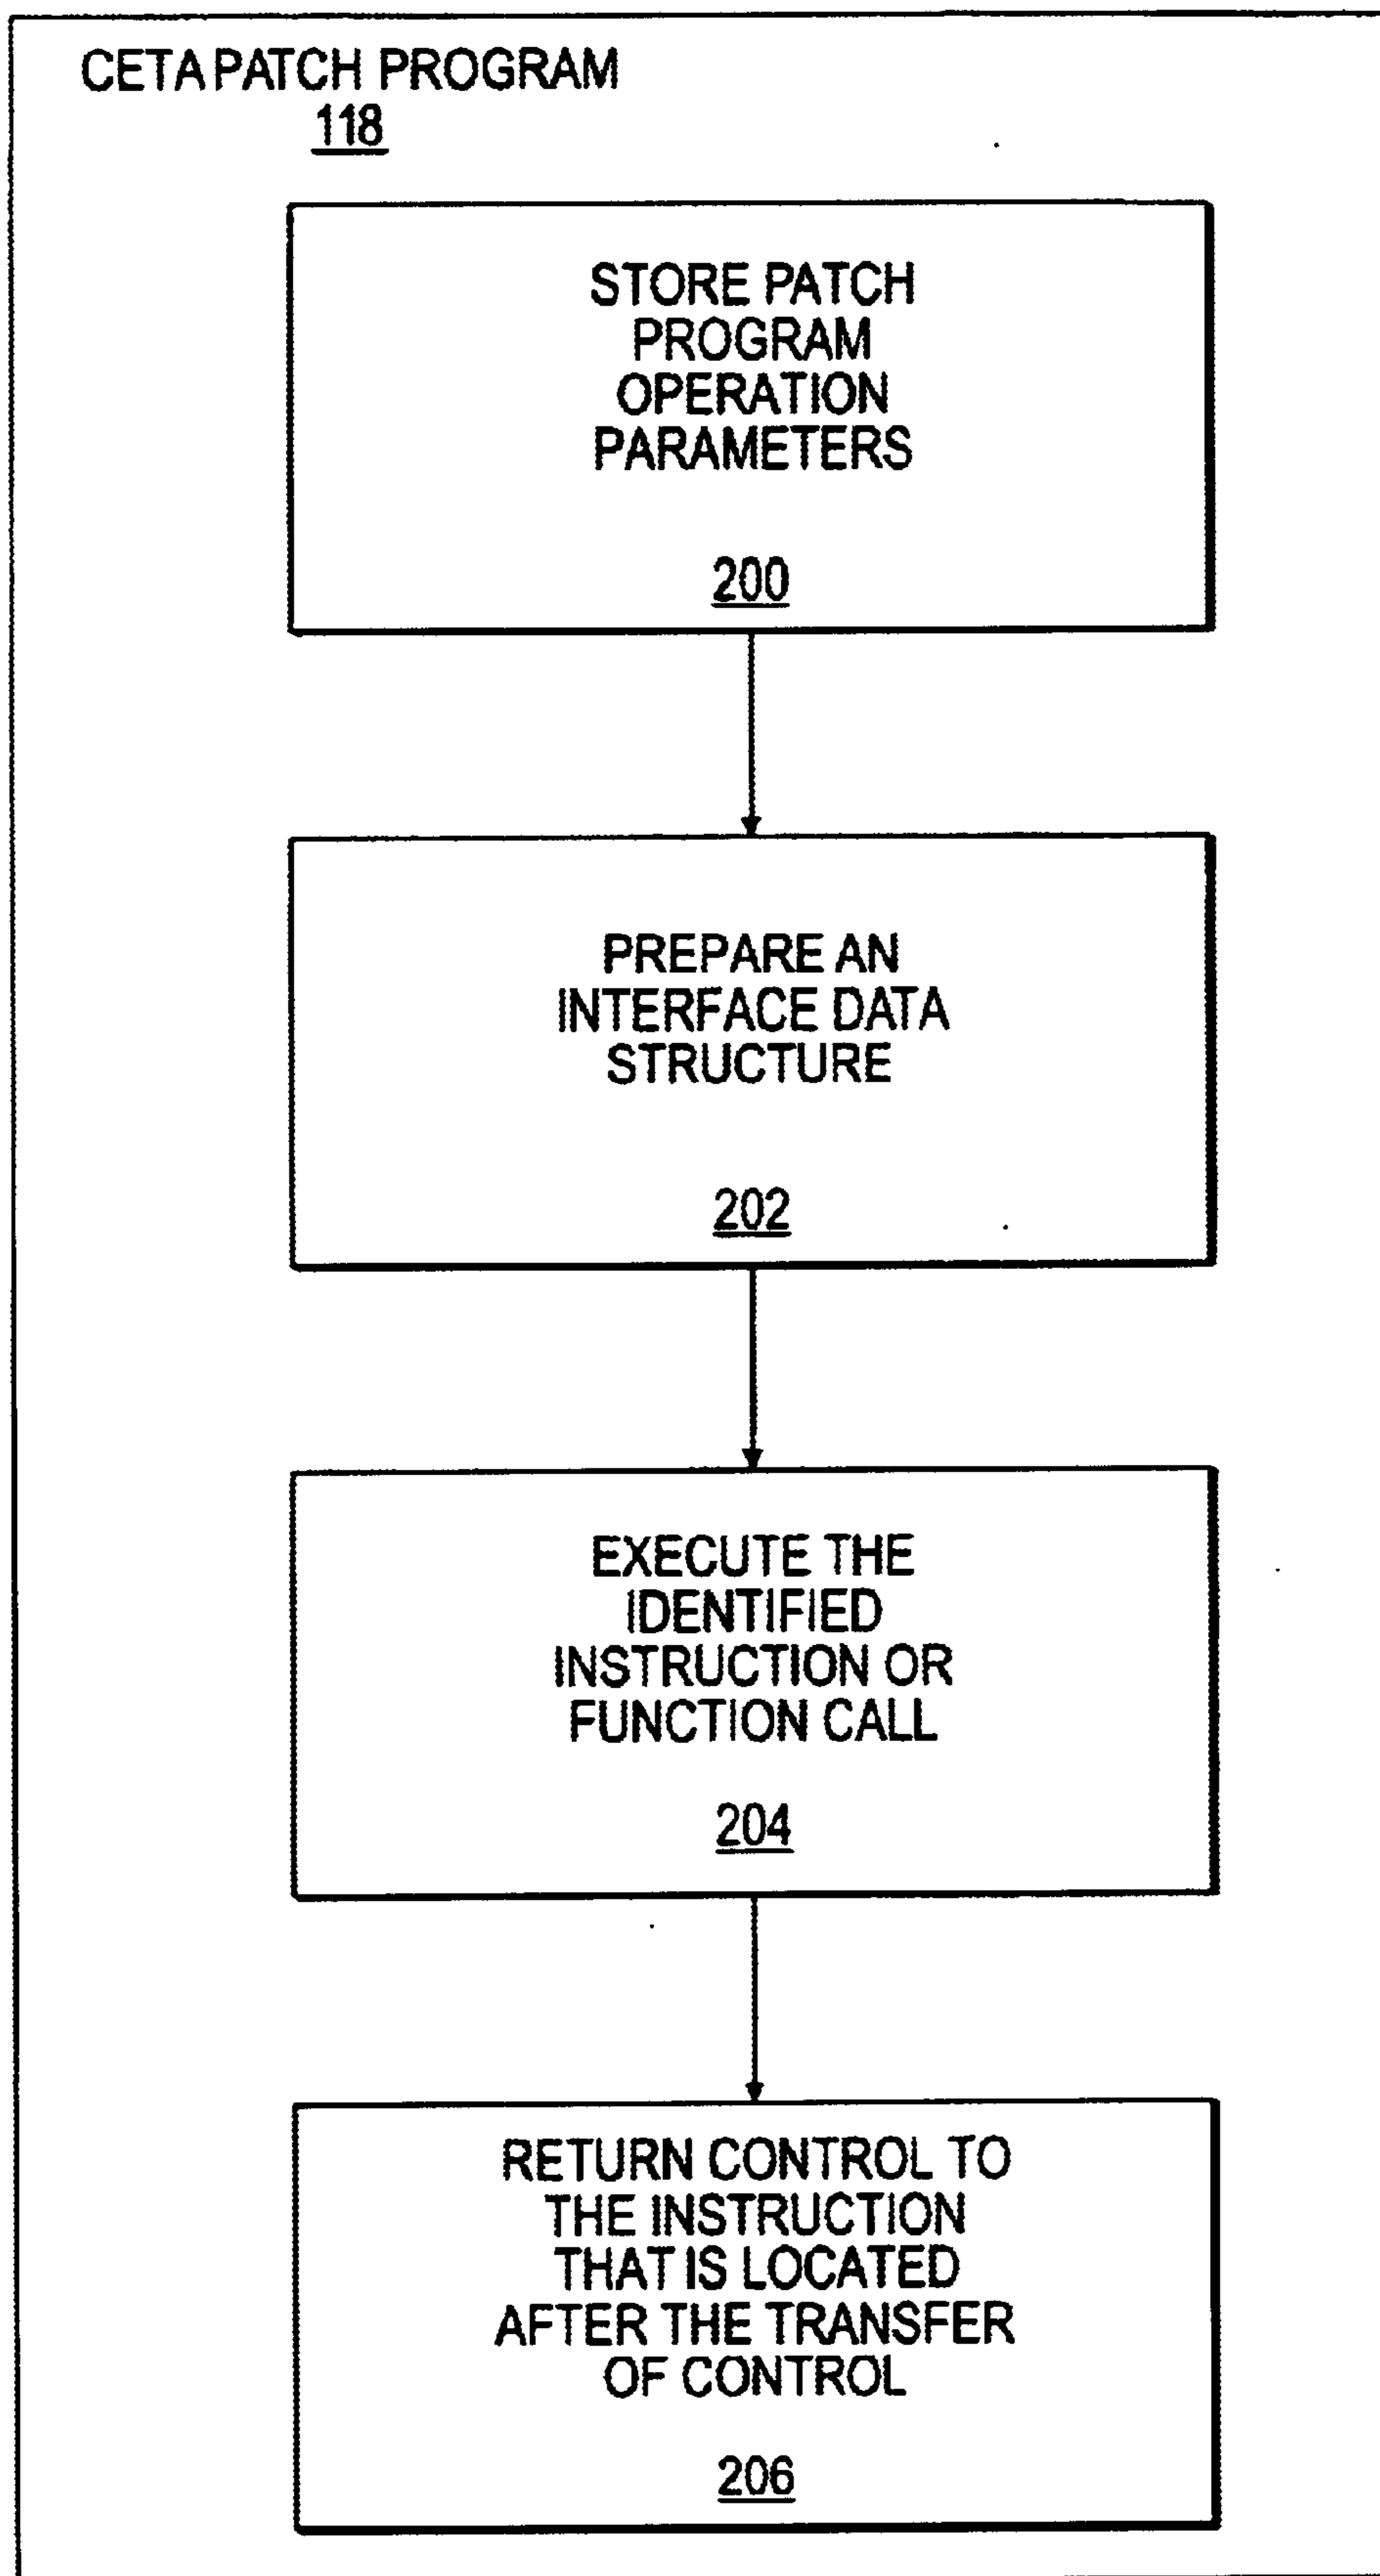 CETA PATCH PROGRAM
118
STORE PATCH
PROGRAM
OPERATION
PARAMETERS
200
PREPARE AN
INTERFACE DATA
STRUCTURE
202
EXECUTE THE
IDENTIFIED
INSTRUCTION OR
FUNCTION CALL
204
RETURN CONTROL TO
THE INSTRUCTION
THAT IS LOCATED
AFTER THE TRANSFER
OF CONTROL
206